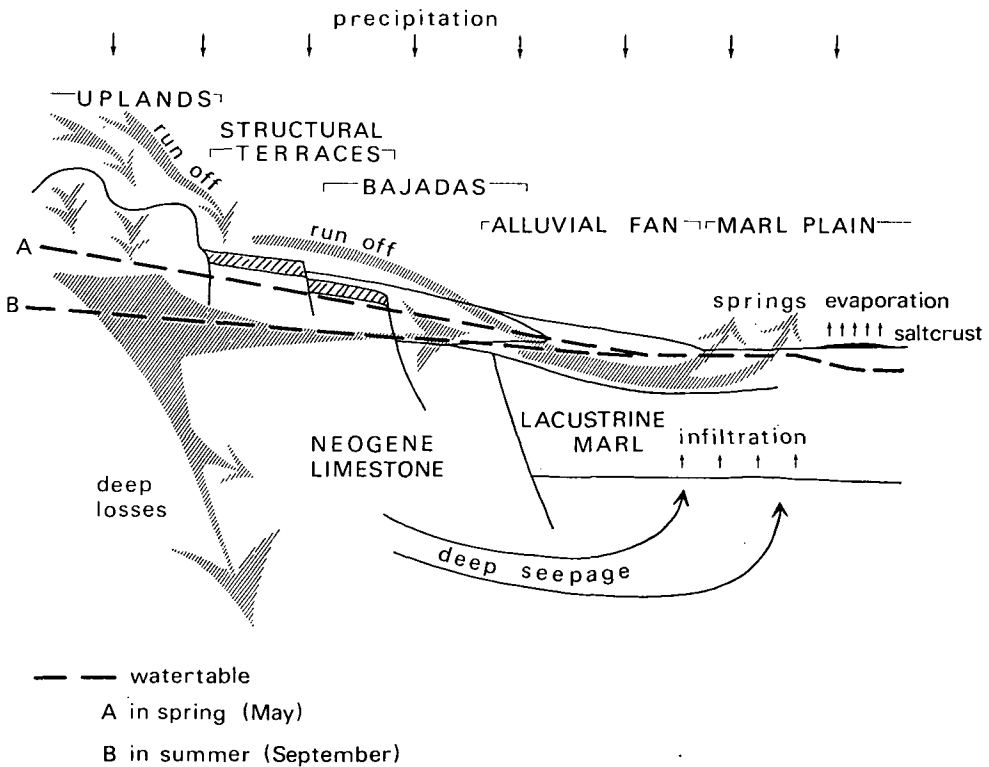 precipitation
UPLANDS
run off
STRUCTURAL
TERRACES
BAJADAS
run off
ALLUVIAL FAN
MARL PLAIN
A
B
springs
evaporation
saltcrust
NEOGENE
LIMESTONE
LACUSTRINE
MARL
infiltration
deep
losses
deep seepage
watertable
A in spring (May)
B in summer (September)